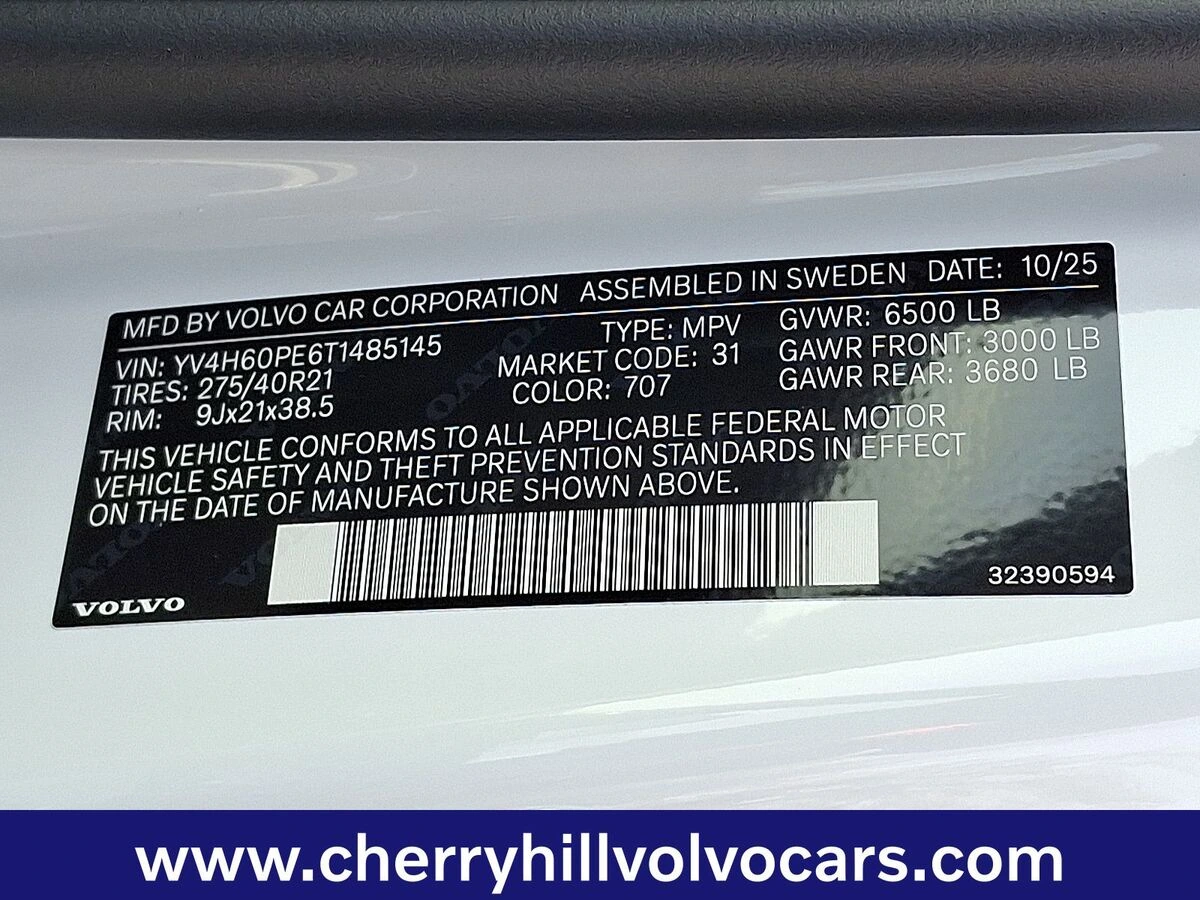 MFD BY VOLVO CAR CORPORATION ASSEMBLED IN SWEDEN DATE: 10/25
VIN: YV4H60PE6T1485145 TYPE: MPV GVWR: 6500 LB
TIRES: 275/40R21 MARKET CODE: 31 GAWR FRONT: 3000 LB
RIM: 9Jx21x38.5 COLOR: 707 GAWR REAR: 3680 LB
THIS VEHICLE CONFORMS TO ALL APPLICABLE FEDERAL MOTOR
VEHICLE SAFETY AND THEFT PREVENTION STANDARDS IN EFFECT
ON THE DATE OF MANUFACTURE SHOWN ABOVE.
VOLVO 32390594
www.cherryhillvolvocars.com